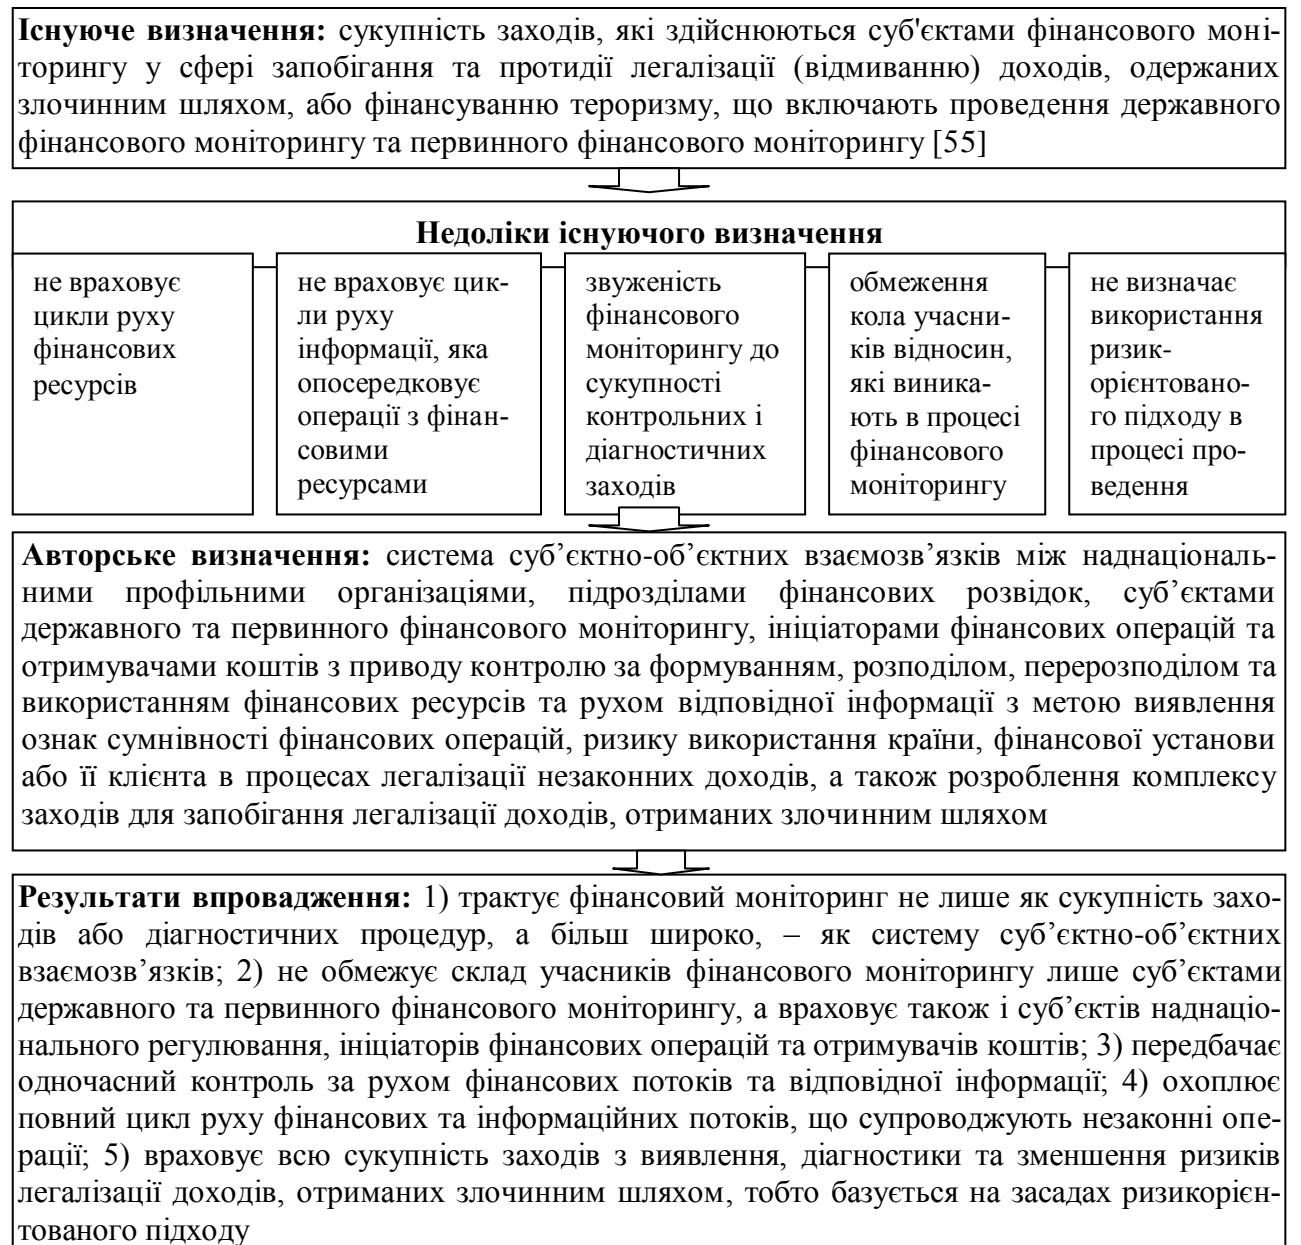 Існуюче визначення: сукупність заходів, які здійснюються суб'єктами фінансового моні-
торингу у сфері запобігання та протидії легалізації (відмиванню) доходів, одержаних
злочинним шляхом, або фінансуванню тероризму, що включають проведення державного
фінансового моніторингу та первинного фінансового моніторингу [55]
Недоліки існуючого визначення
не враховує
цикли руху
фінансових
ресурсів
не враховує цик-
ли руху
інформації, яка
опосередковує
операції з фінан-
совими
ресурсами
звуженість
фінансового
моніторингу до
сукупності
контрольних і
діагностичних
заходів
обмеження
кола учасни-
ків відносин,
які виника-
ють в процесі
фінансового
моніторингу
не визначає
використання
ризик-
орієнтовано-
го підходу в
процесі про-
ведення
Авторське визначення: система суб’єктно-об’єктних взаємозв’язків між наднаціональ-
ними профільними організаціями, підрозділами фінансових розвідок, суб’єктами
державного та первинного фінансового моніторингу, ініціаторами фінансових операцій та
отримувачами коштів з приводу контролю за формуванням, розподілом, перерозподілом та
використанням фінансових ресурсів та рухом відповідної інформації з метою виявлення
ознак сумнівності фінансових операцій, ризику використання країни, фінансової установи
або її клієнта в процесах легалізації незаконних доходів, а також розроблення комплексу
заходів для запобігання легалізації доходів, отриманих злочинним шляхом
Результати впровадження: 1) трактує фінансовий моніторинг не лише як сукупність захо-
дів або діагностичних процедур, а більш широко, – як систему суб’єктно-об’єктних
взаємозв’язків; 2) не обмежує склад учасників фінансового моніторингу лише суб’єктами
державного та первинного фінансового моніторингу, а враховує також і суб’єктів наднаціо-
нального регулювання, ініціаторів фінансових операцій та отримувачів коштів; 3) передбачає
одночасний контроль за рухом фінансових потоків та відповідної інформації; 4) охоплює
повний цикл руху фінансових та інформаційних потоків, що супроводжують незаконні опе-
рації; 5) враховує всю сукупність заходів з виявлення, діагностики та зменшення ризиків
легалізації доходів, отриманих злочинним шляхом, тобто базується на засадах ризикорієн-
тованого підходу